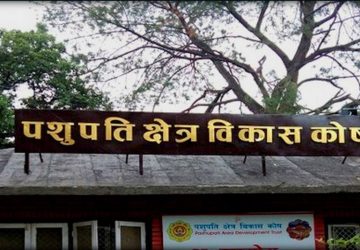 पशुपति क्षेत्र विकास कोष
पशुपति क्षेत्र विकास कोष
Pashupati Area Development Trust